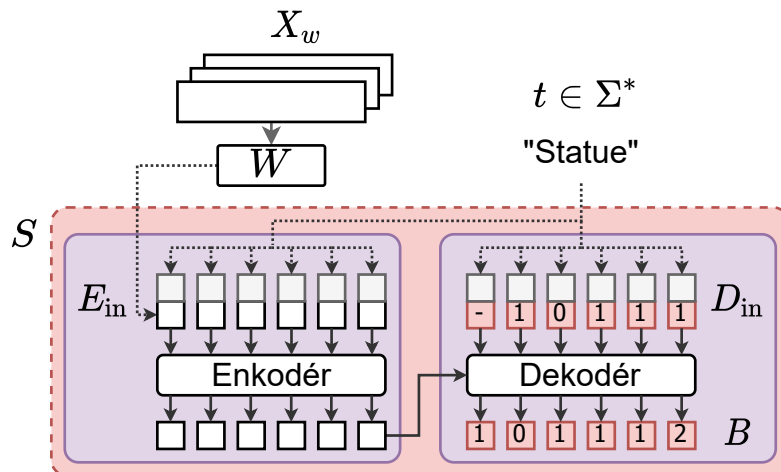 X_w
t ∈ Σ*
W
"Statue"
S
E_in
D_in
- 1 0 1 1 1
Enkodér
Dekodér
1 0 1 1 1 2
B